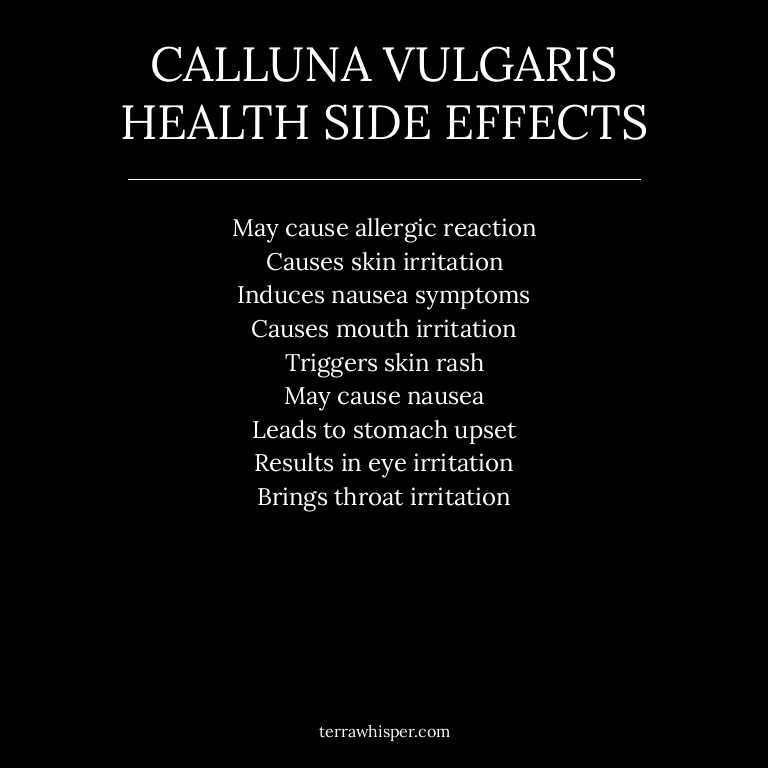 CALLUNA VULGARIS
HEALTH SIDE EFFECTS
May cause allergic reaction
Causes skin irritation
Induces nausea symptoms
Causes mouth irritation
Triggers skin rash
May cause nausea
Leads to stomach upset
Results in eye irritation
Brings throat irritation
terrawhisper.com